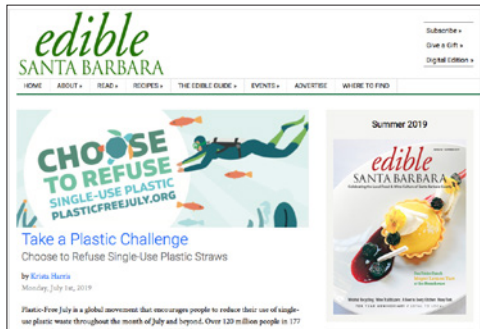 edible
SANTA BARBARA
Subscribe »
Give a Gift »
Digital Edition »
HOME ABOUT » READ » RECIPES » THE EDIBLE GUIDE » EVENTS » ADVERTISE WHERE TO FIND
CHOOSE
TO REFUSE
SINGLE-USE PLASTIC
PLASTICFREEJULY.ORG
Take a Plastic Challenge
Choose to Refuse Single-Use Plastic Straws
by Krista Harris
Monday, July 1st, 2019
Plastic-Free July is a global movement that encourages people to reduce their use of single-
use plastic waste throughout the month of July and beyond. Over 120 million people in 177
Summer 2019
edible
SANTA BARBARA